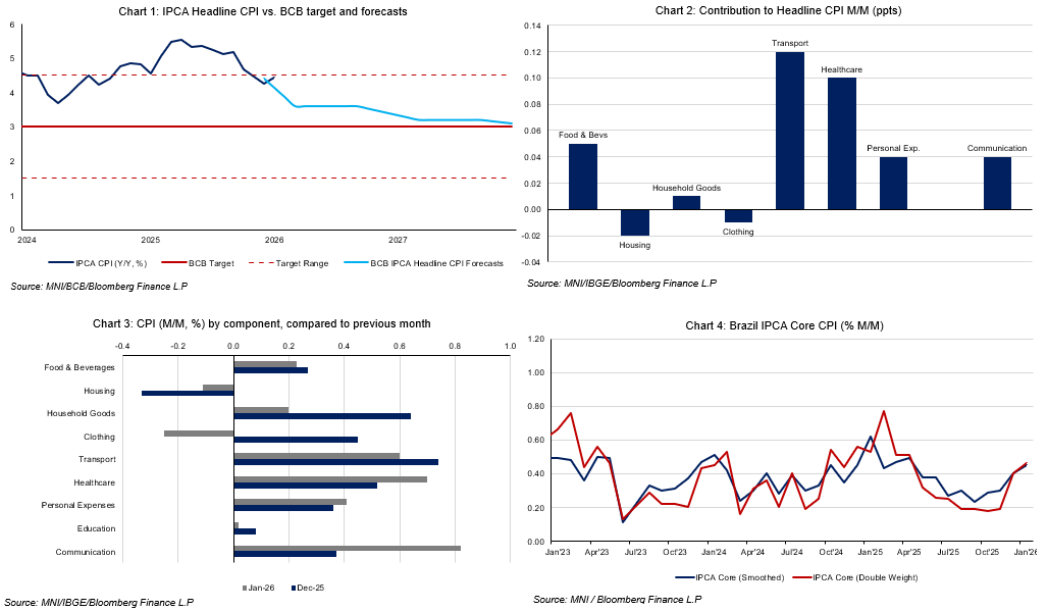 Chart 1: IPCA Headline CPI vs. BCB target and forecasts
6
5
4
3
2
1
0
2024 2025 2026 2027
IPCA CPI (Y/Y, %) BCB Target Target Range BCB IPCA Headline CPI Forecasts
Source: MNI/BCB/Bloomberg Finance L.P
Chart 2: Contribution to Headline CPI M/M (ppts)
0.14
0.12
0.10
0.08
0.06
0.04
0.02
0.00
-0.02
-0.04
Food & Bevs
Housing
Household Goods
Clothing
Transport
Healthcare
Personal Exp.
Communication
Source: MNI/IBGE/Bloomberg Finance L.P
Chart 3: CPI (M/M, %) by component, compared to previous month
-0.4 -0.2 0.0 0.2 0.4 0.6 0.8 1.0
Food & Beverages
Housing
Household Goods
Clothing
Transport
Healthcare
Personal Expenses
Education
Communication
Jan-26 Dec-25
Source: MNI/IBGE/Bloomberg Finance L.P
Chart 4: Brazil IPCA Core CPI (% M/M)
1.20
1.00
0.80
0.60
0.40
0.20
0.00
Jan'23 Apr'23 Jul'23 Oct'23 Jan'24 Apr'24 Jul'24 Oct'24 Jan'25 Apr'25 Jul'25 Oct'25 Jan'26
IPCA Core (Smoothed) IPCA Core (Double Weight)
Source: MNI / Bloomberg Finance L.P